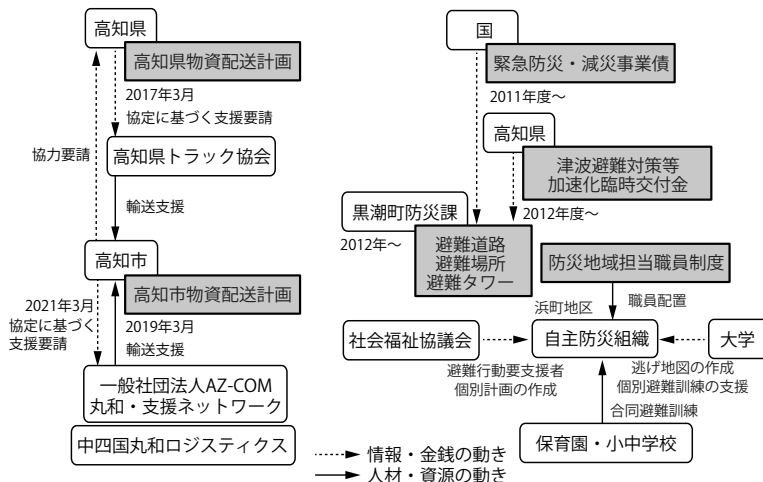 高知県
高知県物資配送計画
2017年3月
協定に基づく支援要請
協力要請
高知県トラック協会
輸送支援
高知市
高知市物資配送計画
2021年3月
協定に基づく
支援要請
2019年3月
輸送支援
一般社団法人AZ-COM
丸和・支援ネットワーク
中四国丸和ロジスティクス
国
緊急防災・減災事業債
2011年度～
高知県
津波避難対策等
加速化臨時交付金
2012年度～
黒潮町防災課
2012年～
避難道路
避難場所
避難タワー
防災地域担当職員制度
浜町地区
職員配置
社会福祉協議会
自主防災組織
大学
避難行動要支援者
個別計画の作成
逃げ地図の作成
個別避難訓練の支援
合同避難訓練
保育園・小中学校
情報・金銭の動き
人材・資源の動き